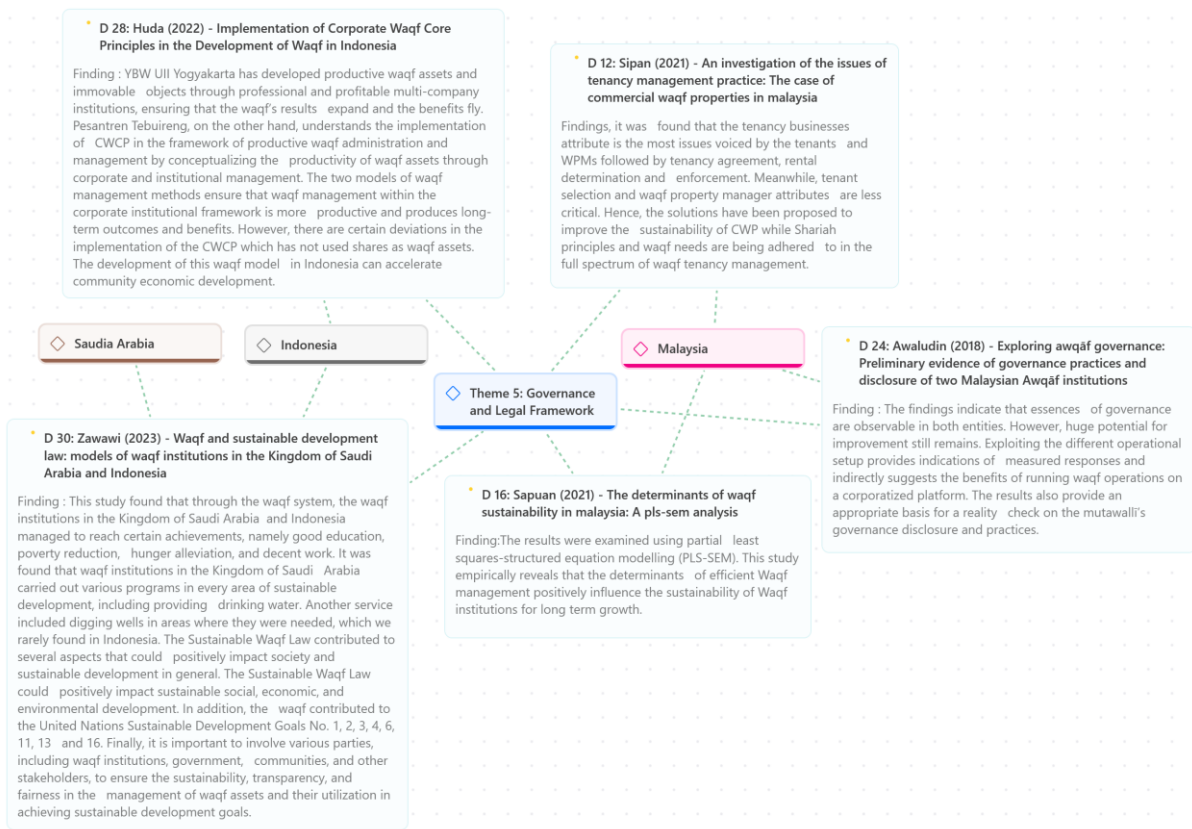 D 28: Huda (2022) - Implementation of Corporate Waqf Core
Principles in the Development of Waqf in Indonesia
Finding : YBW UII Yogyakarta has developed productive waqf assets and
immovable objects through professional and profitable multi-company
institutions, ensuring that the waqf's results expand and the benefits fly.
Pesantren Tebuireng, on the other hand, understands the implementation
of CWCP in the framework of productive waqf administration and
management by conceptualizing the productivity of waqf assets through
corporate and institutional management. The two models of waqf
management methods ensure that waqf management within the
corporate institutional framework is more productive and produces long-
term outcomes and benefits. However, there are certain deviations in the
implementation of the CWCP which has not used shares as waqf assets.
The development of this waqf model in Indonesia can accelerate
community economic development.
D 12: Sipan (2021) - An investigation of the issues of
tenancy management practice: The case of
commercial waqf properties in malaysia
Findings, it was found that the tenancy businesses
attribute is the most issues voiced by the tenants and
WPMs followed by tenancy agreement, rental
determination and enforcement. Meanwhile, tenant
selection and waqf property manager attributes are less
critical. Hence, the solutions have been proposed to
improve the sustainability of CWP while Shariah
principles and waqf needs are being adhered to in the
full spectrum of waqf tenancy management.
Saudia Arabia
Indonesia
Malaysia
Theme 5: Governance
and Legal Framework
D 24: Awaludin (2018) - Exploring awqāf governance:
Preliminary evidence of governance practices and
disclosure of two Malaysian Awqāf institutions
Finding : The findings indicate that essences of governance
are observable in both entities. However, huge potential for
improvement still remains. Exploiting the different operational
setup provides indications of measured responses and
indirectly suggests the benefits of running waqf operations on
a corporatized platform. The results also provide an
appropriate basis for a reality check on the mutawalli's
governance disclosure and practices.
D 30: Zawawi (2023) - Waqf and sustainable development
law: models of waqf institutions in the Kingdom of Saudi
Arabia and Indonesia
Finding : This study found that through the waqf system, the waqf
institutions in the Kingdom of Saudi Arabia and Indonesia
managed to reach certain achievements, namely good education,
poverty reduction, hunger alleviation, and decent work. It was
found that waqf institutions in the Kingdom of Saudi Arabia
carried out various programs in every area of sustainable
development, including providing drinking water. Another service
included digging wells in areas where they were needed, which we
rarely found in Indonesia. The Sustainable Waqf Law contributed to
several aspects that could positively impact society and
sustainable development in general. The Sustainable Waqf Law
could positively impact sustainable social, economic, and
environmental development. In addition, the waqf contributed to
the United Nations Sustainable Development Goals No. 1, 2, 3, 4, 6,
11, 13 and 16. Finally, it is important to involve various parties,
including waqf institutions, government, communities, and other
stakeholders, to ensure the sustainability, transparency, and
fairness in the management of waqf assets and their utilization in
achieving sustainable development goals.
D 16: Sapuan (2021) - The determinants of waqf
sustainability in malaysia: A pls-sem analysis
Finding:The results were examined using partial least
squares-structured equation modelling (PLS-SEM). This study
empirically reveals that the determinants of efficient Waqf
management positively influence the sustainability of Waqf
institutions for long term growth.